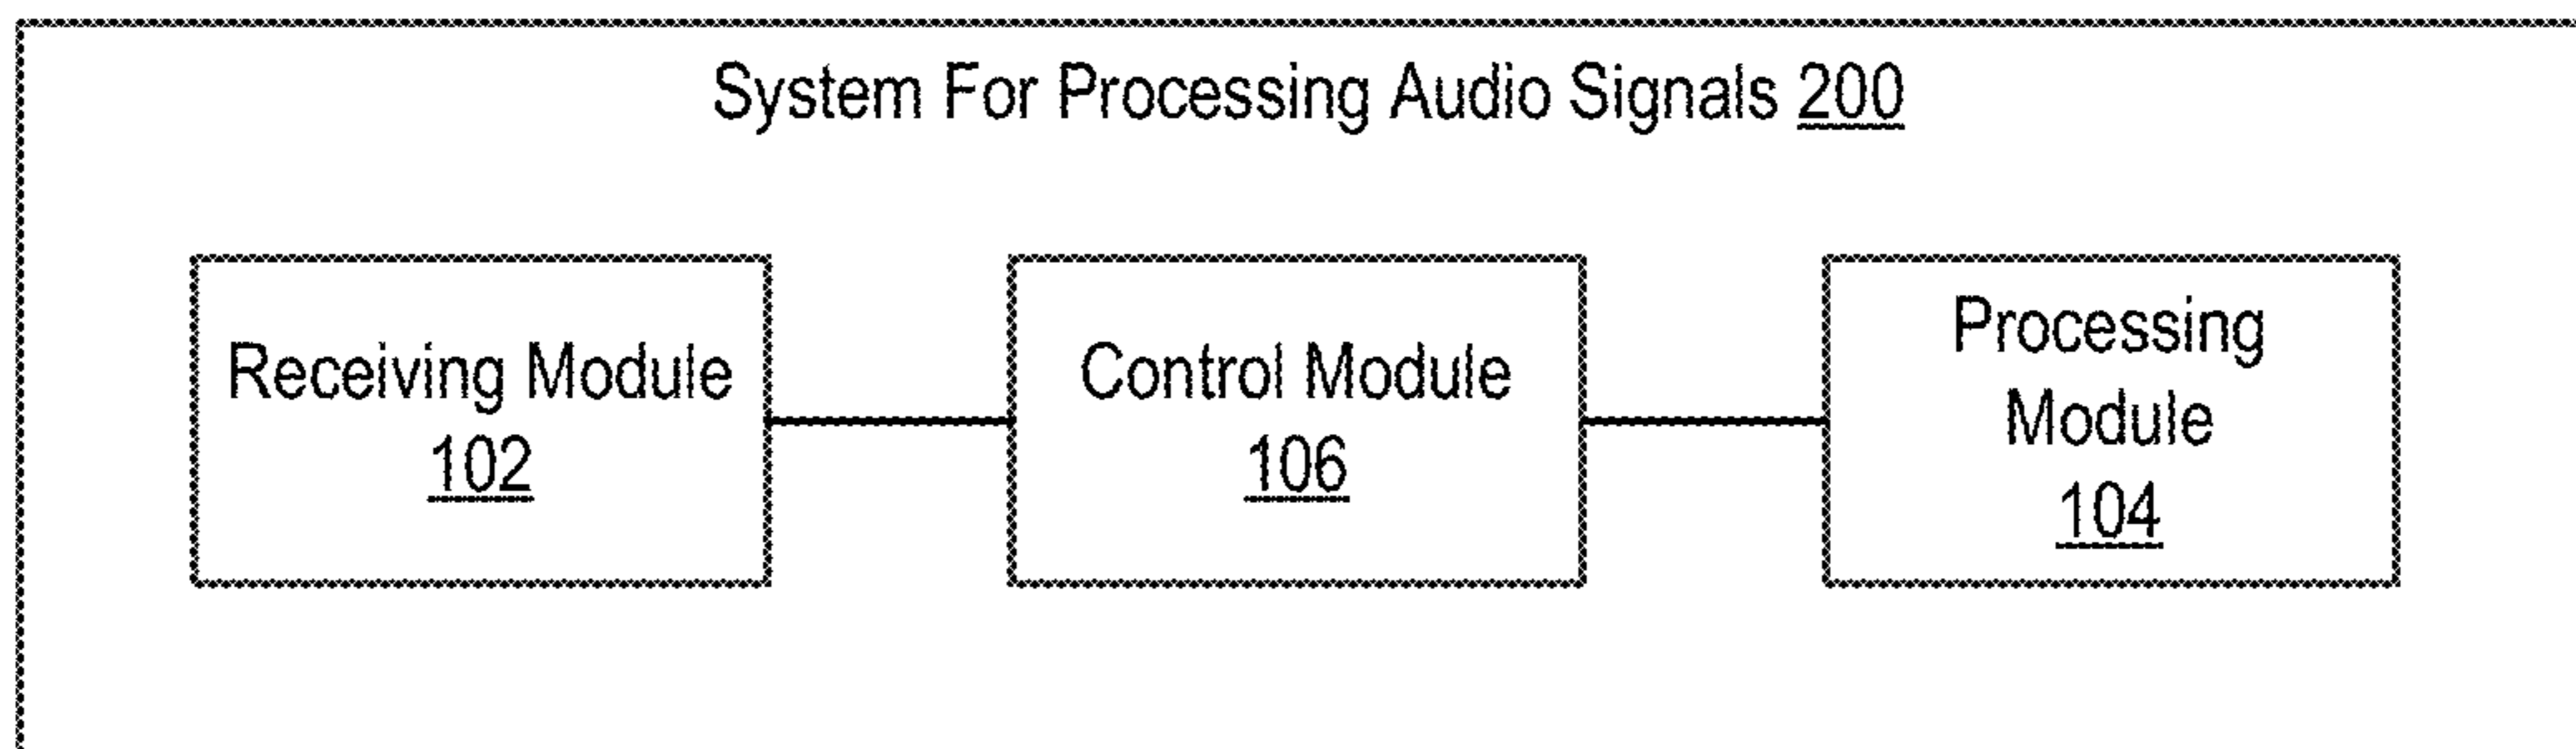 System For Processing Audio Signals 200
Receiving Module
102
Control Module
106
Processing
Module
104